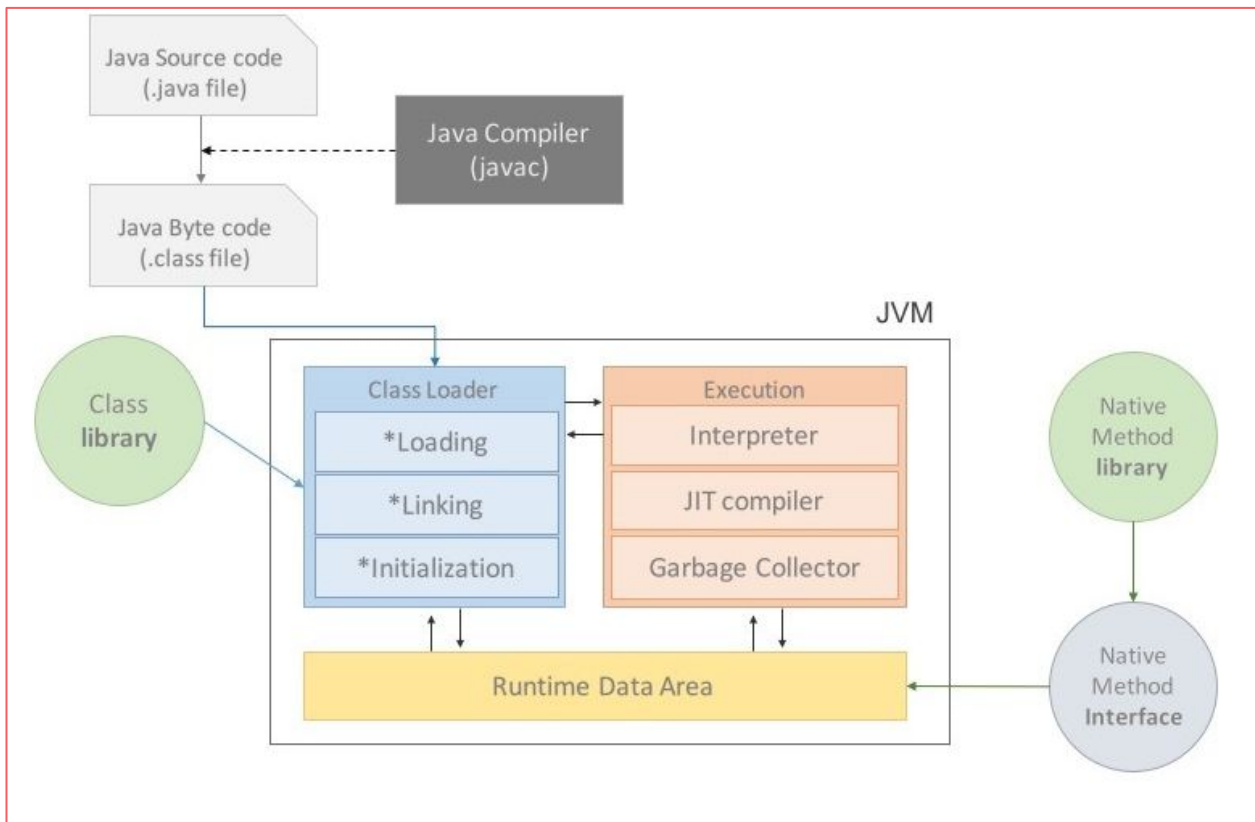 Java Source code
(.java file)
Java Compiler
(javac)
Java Byte code
(.class file)
JVM
Class
library
Class Loader
*Loading
*Linking
*Initialization
Execution
Interpreter
JIT compiler
Garbage Collector
Native
Method
library
Runtime Data Area
Native
Method
Interface